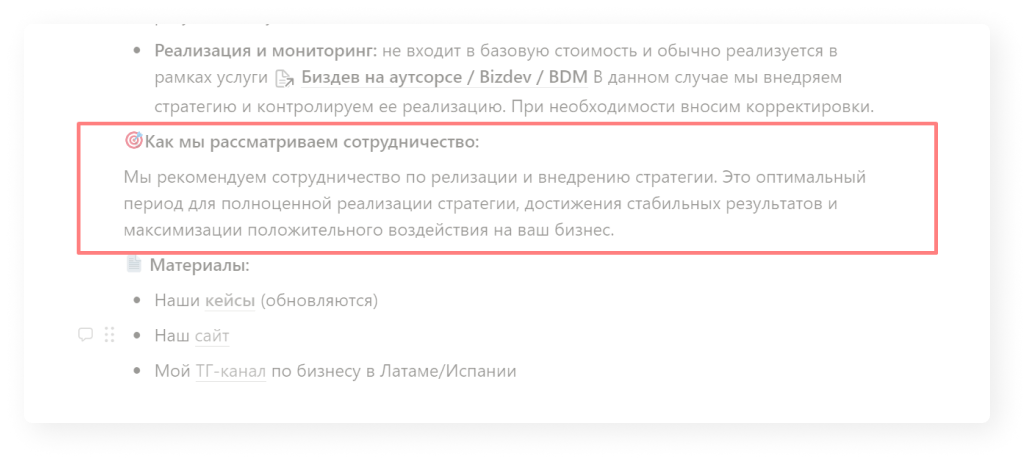 Реализация и мониторинг: не входит в базовую стоимость и обычно реализуется в
рамках услуги Биздев на аутсорсе / Bizdev / BDM В данном случае мы внедряем
стратегию и контролируем ее реализацию. При необходимости вносим корректировки.
Как мы рассматриваем сотрудничество:
Мы рекомендуем сотрудничество по релизации и внедрению стратегии. Это оптимальный
период для полноценной реализации стратегии, достижения стабильных результатов и
максимизации положительного воздействия на ваш бизнес.
Материалы:
Наши кейсы (обновляются)
Наш сайт
Мой ТГ-канал по бизнесу в Латаме/Испании